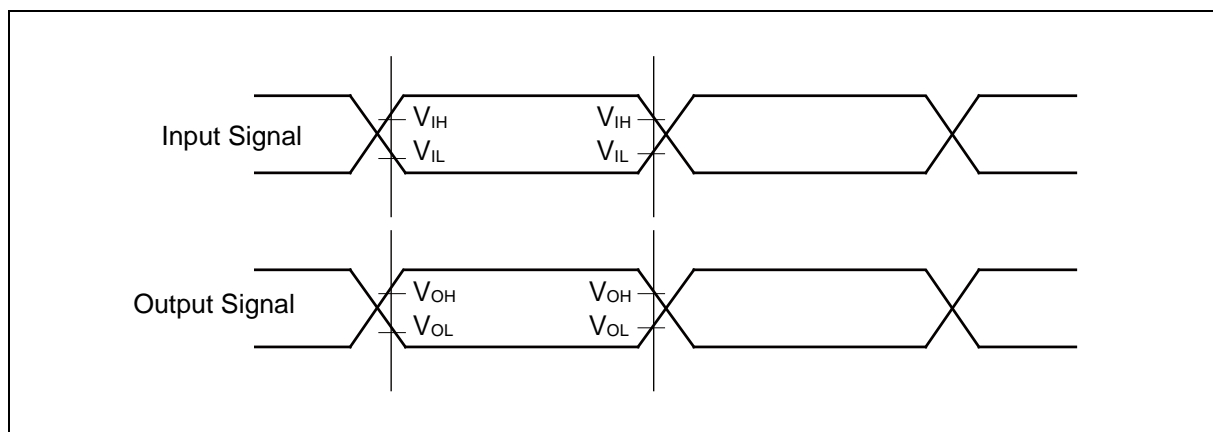 Input Signal
VIH
VIL
VIH
VIL
Output Signal
VOH
VOL
VOH
VOL